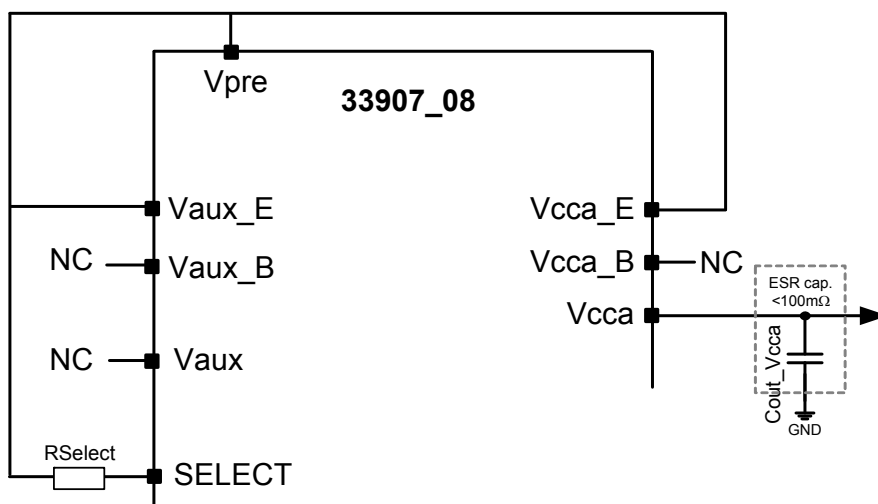 Vpre
33907_08
Vaux_E
Vcca_E
NC
Vaux_B
Vcca_B
NC
ESR cap.
<100mΩ
Vcca
Cout_Vcca
NC
Vaux
GND
RSelect
SELECT